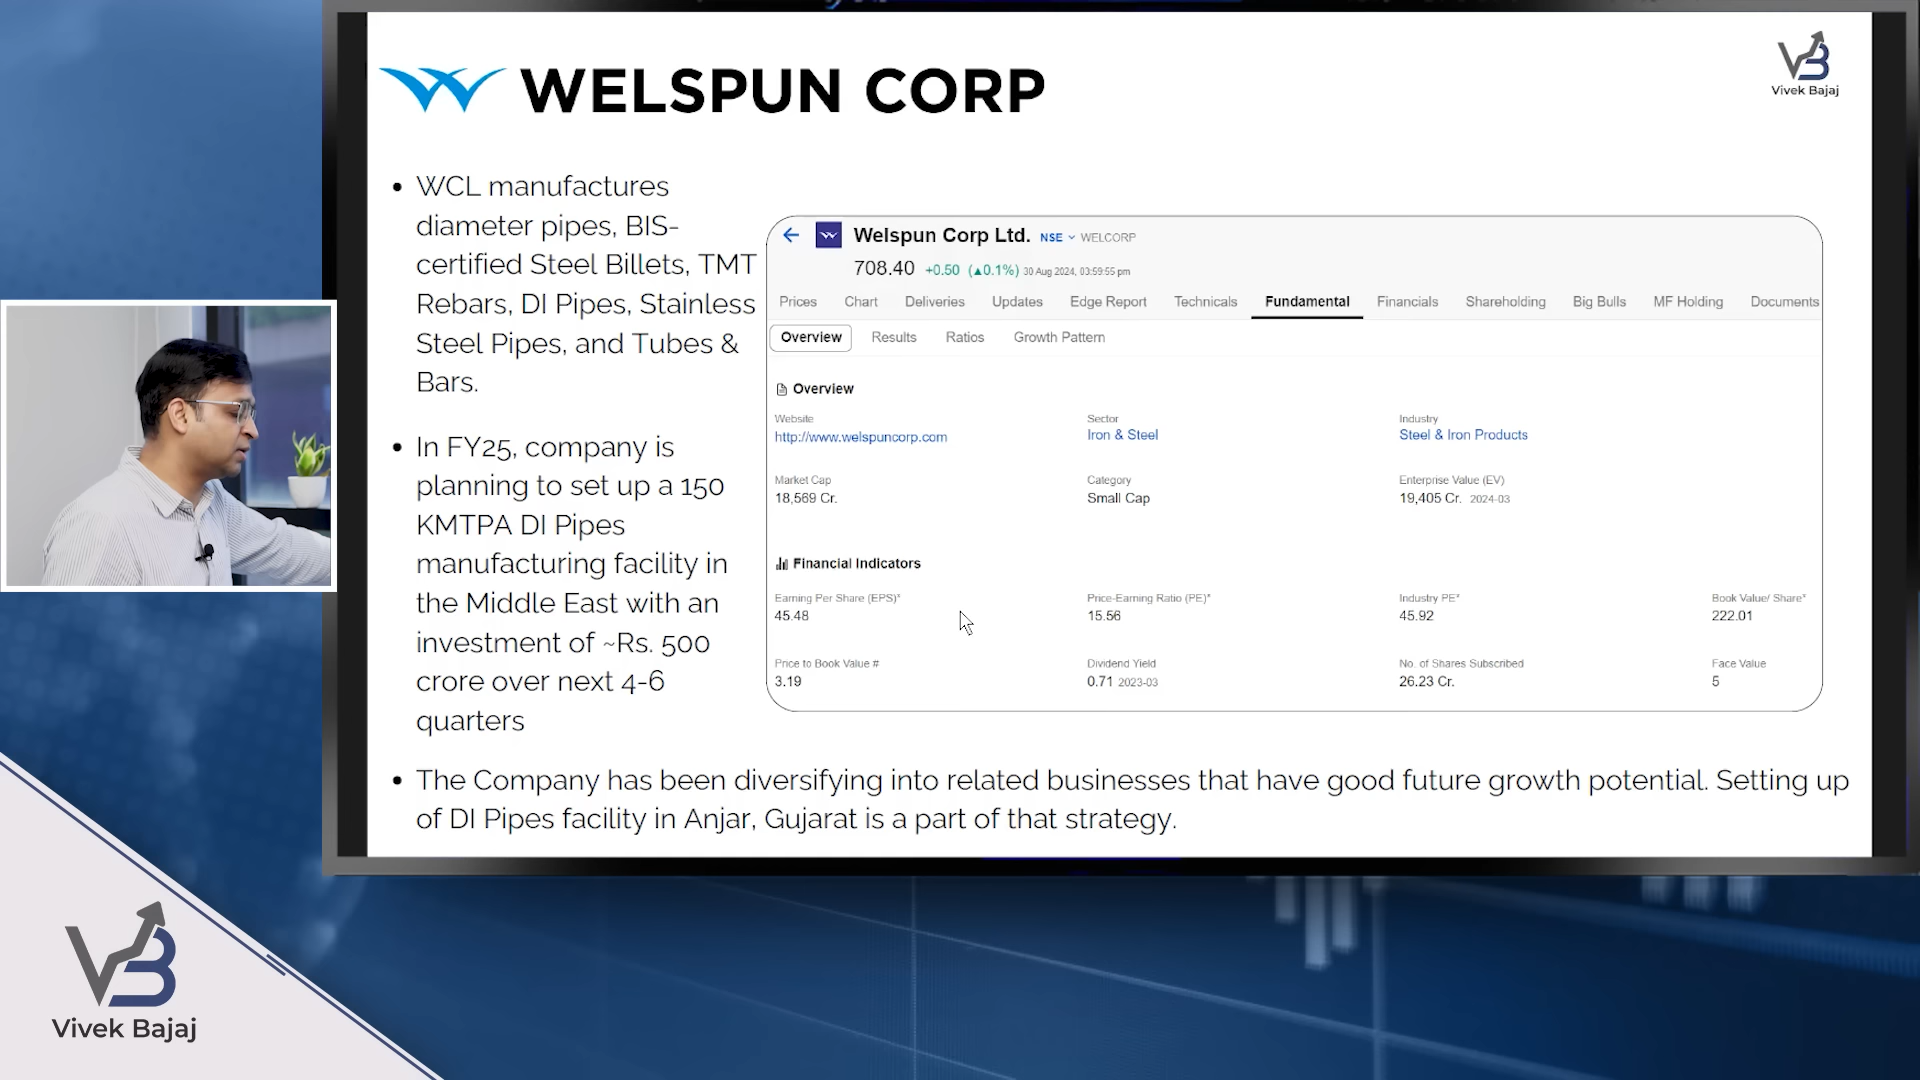 WELSPUN CORP
Vivek Bajaj
WCL manufactures
diameter pipes, BIS-
certified Steel Billets, TMT
Rebars, DI Pipes, Stainless
Steel Pipes, and Tubes &
Bars.
In FY25, company is
planning to set up a 150
KMTPA DI Pipes
manufacturing facility in
the Middle East with an
investment of ~Rs. 500
crore over next 4-6
quarters
Welspun Corp Ltd. NSE WELCORP
708.40 +0.50 (▲0.1%) 30 Aug 2024, 03:59:55 pm
Prices Chart Deliveries Updates Edge Report Technicals Fundamental Financials Shareholding Big Bulls MF Holding Documents
Overview Results Ratios Growth Pattern
Overview
Website Sector Industry
http://www.welspuncorp.com Iron & Steel Steel & Iron Products
Market Cap Category Enterprise Value (EV)
18,569 Cr. Small Cap 19,405 Cr. 2024-03
Financial Indicators
Earning Per Share (EPS)* Price-Earning Ratio (PE)* Industry PE* Book Value/ Share*
45.48 15.56 45.92 222.01
Price to Book Value # Dividend Yield No. of Shares Subscribed Face Value
3.19 0.71 2023-03 26.23 Cr. 5
The Company has been diversifying into related businesses that have good future growth potential. Setting up
of DI Pipes facility in Anjar, Gujarat is a part of that strategy.
VB
Vivek Bajaj